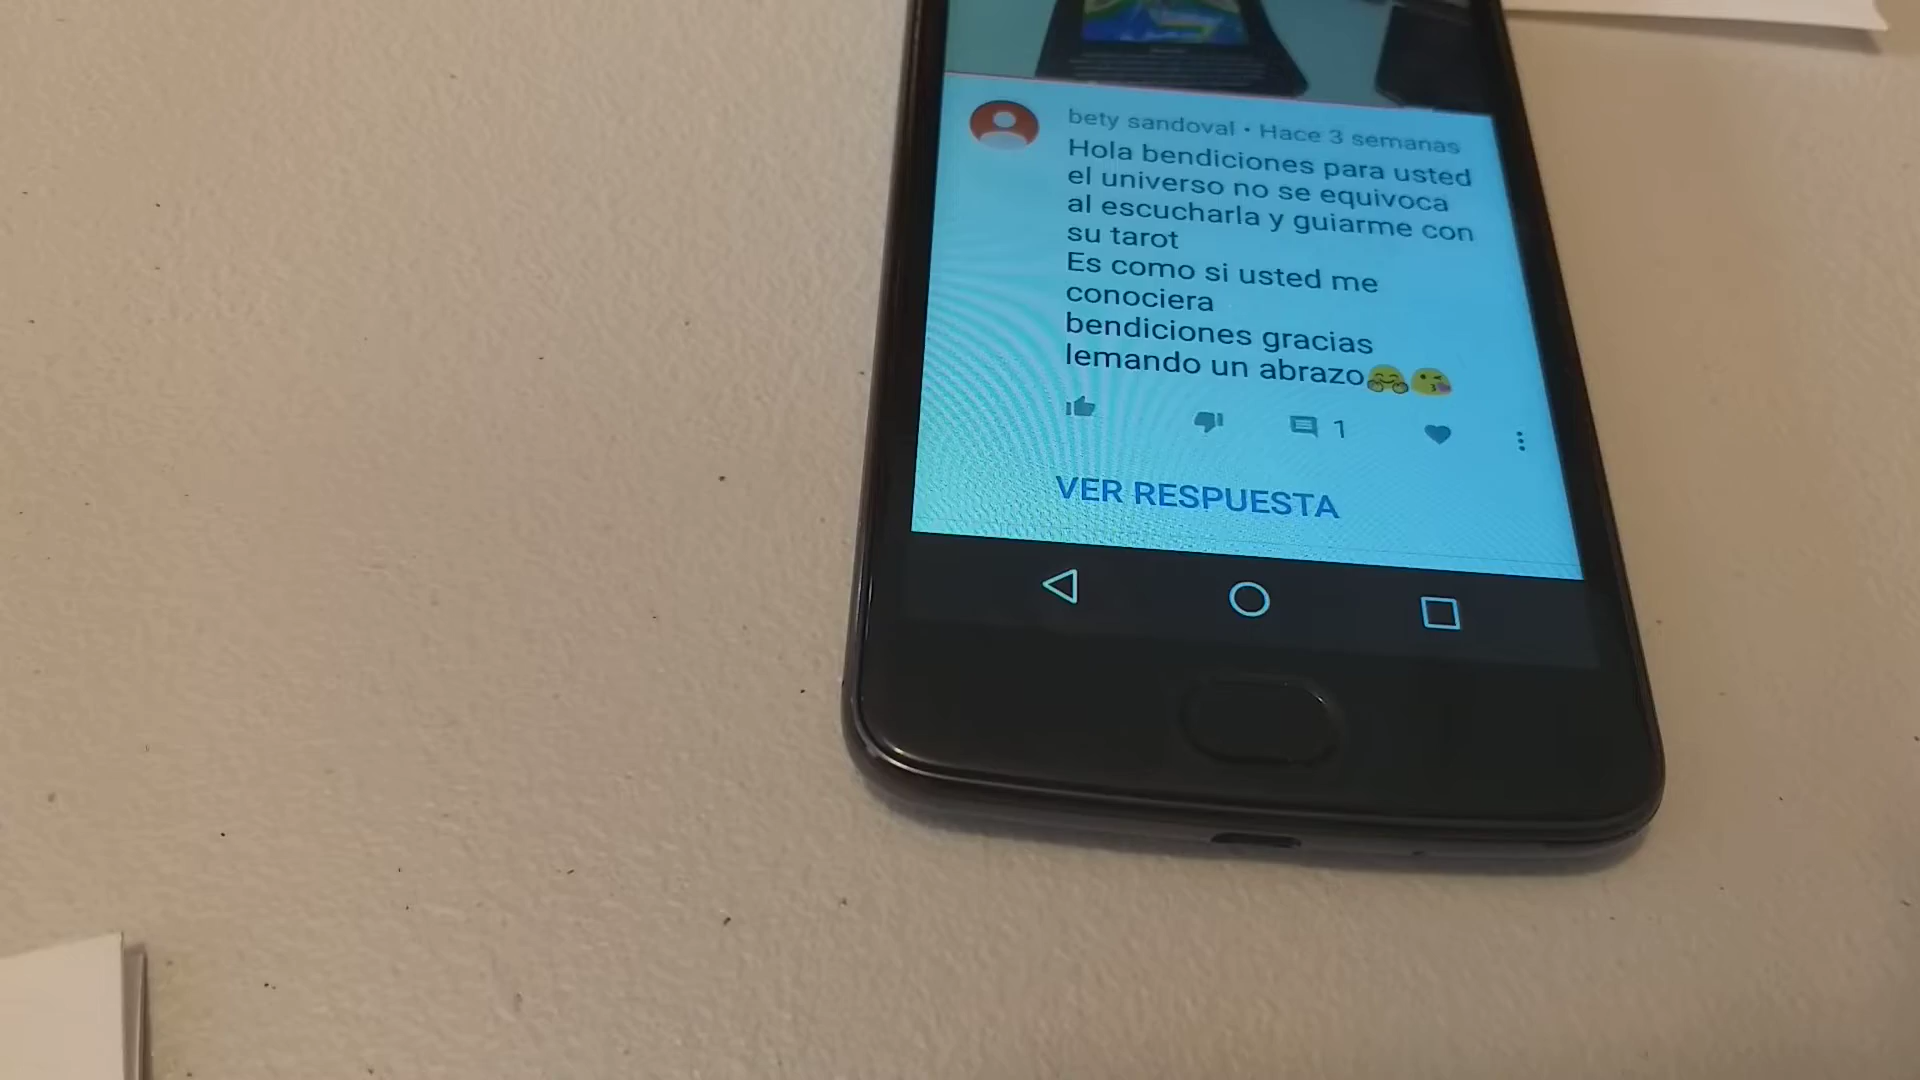 bety sandoval • Hace 3 semanas
Hola bendiciones para usted
el universo no se equivoca
al escucharla y guiarme con
su tarot
Es como si usted me
conociera
bendiciones gracias
lemando un abrazo🤗😘
1
VER RESPUESTA